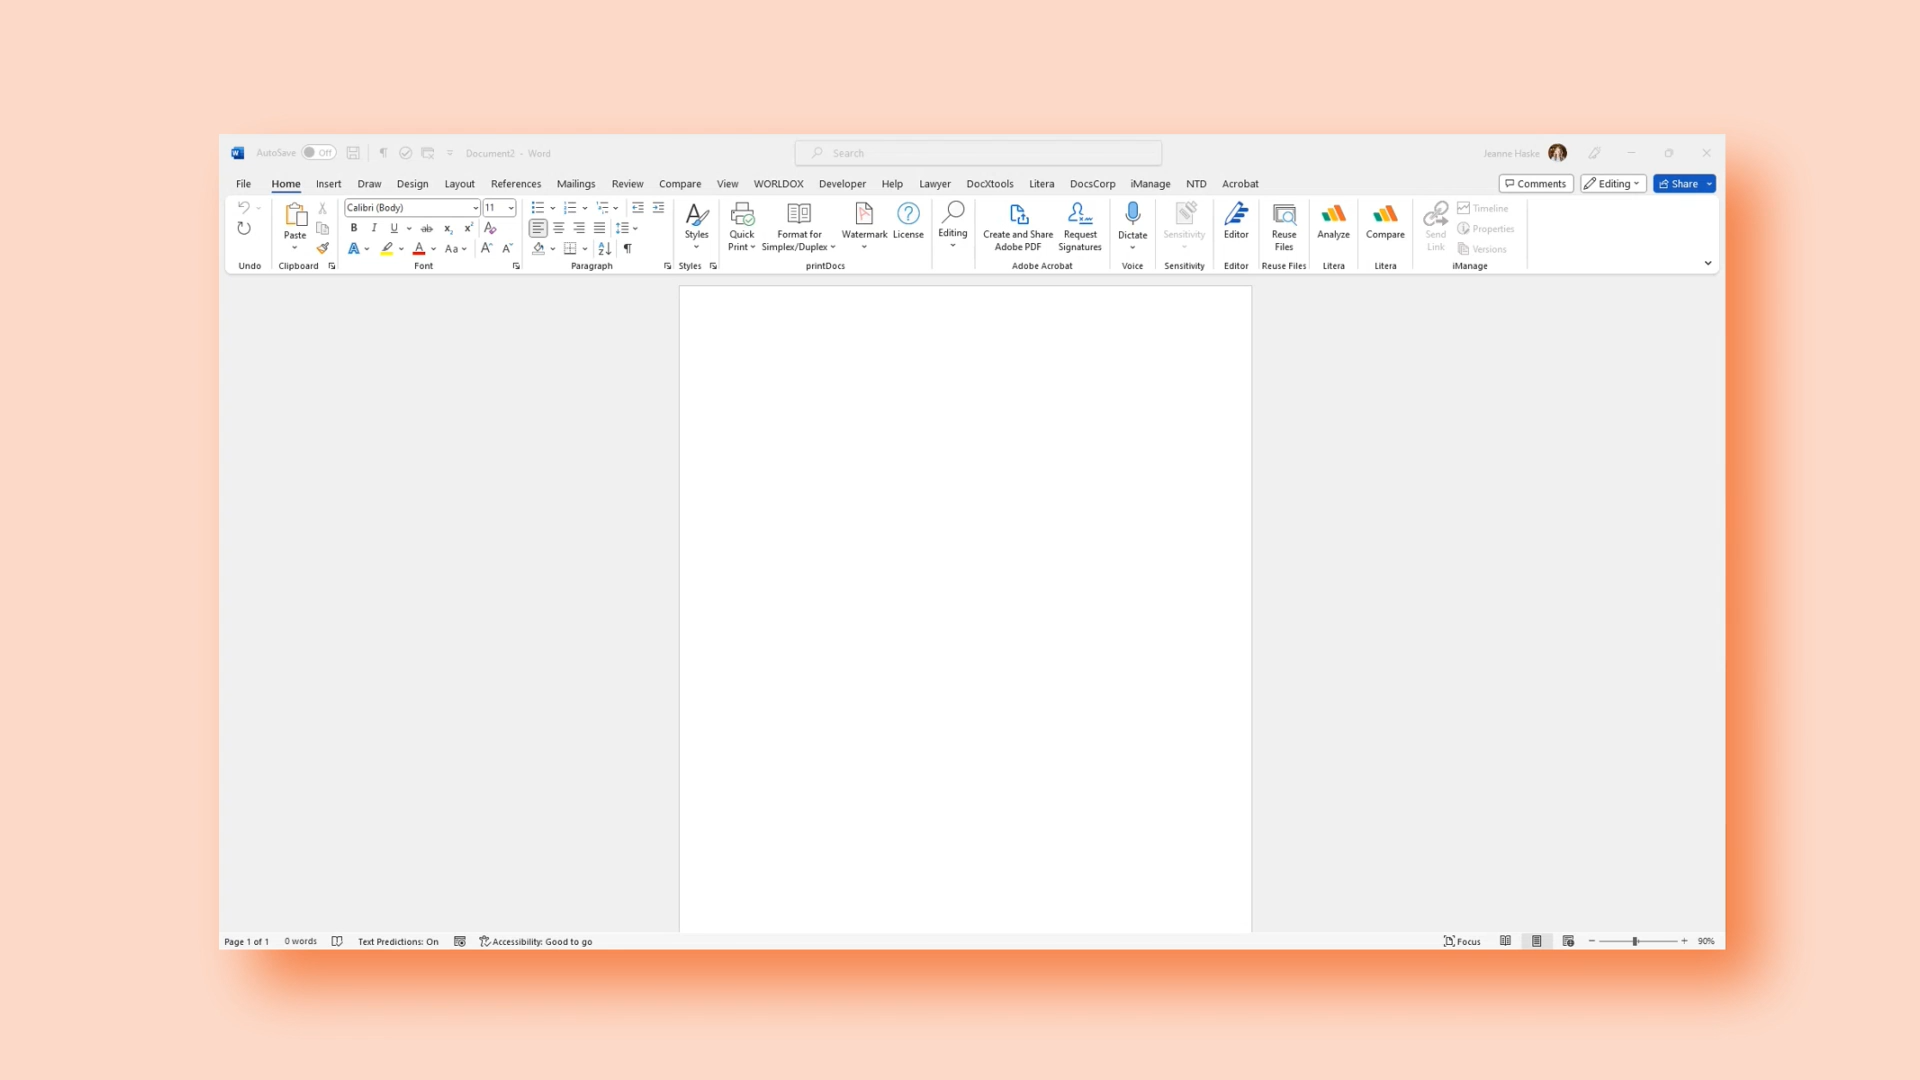 AutoSave Off Document2 - Word Search Jeanne Haske
File Home Insert Draw Design Layout References Mailings Review Compare View WORLDOX Developer Help Lawyer DocXtools Litera DocsCorp iManage NTD Acrobat Comments Editing Share
Paste
Calibri (Body) 11
B I U ab x₂ x²
A A Aa A A
Styles
Quick
Print
Format for
Simplex/Duplex
Watermark
License
Editing
Create and Share
Adobe PDF
Request
Signatures
Dictate
Sensitivity
Editor
Reuse
Files
Analyze
Compare
Send
Link
Timeline
Properties
Versions
Undo Clipboard Font Paragraph Styles printDocs Adobe Acrobat Voice Sensitivity Editor Reuse Files Litera Litera iManage
Page 1 of 1 0 words Text Predictions: On Accessibility: Good to go Focus 90%